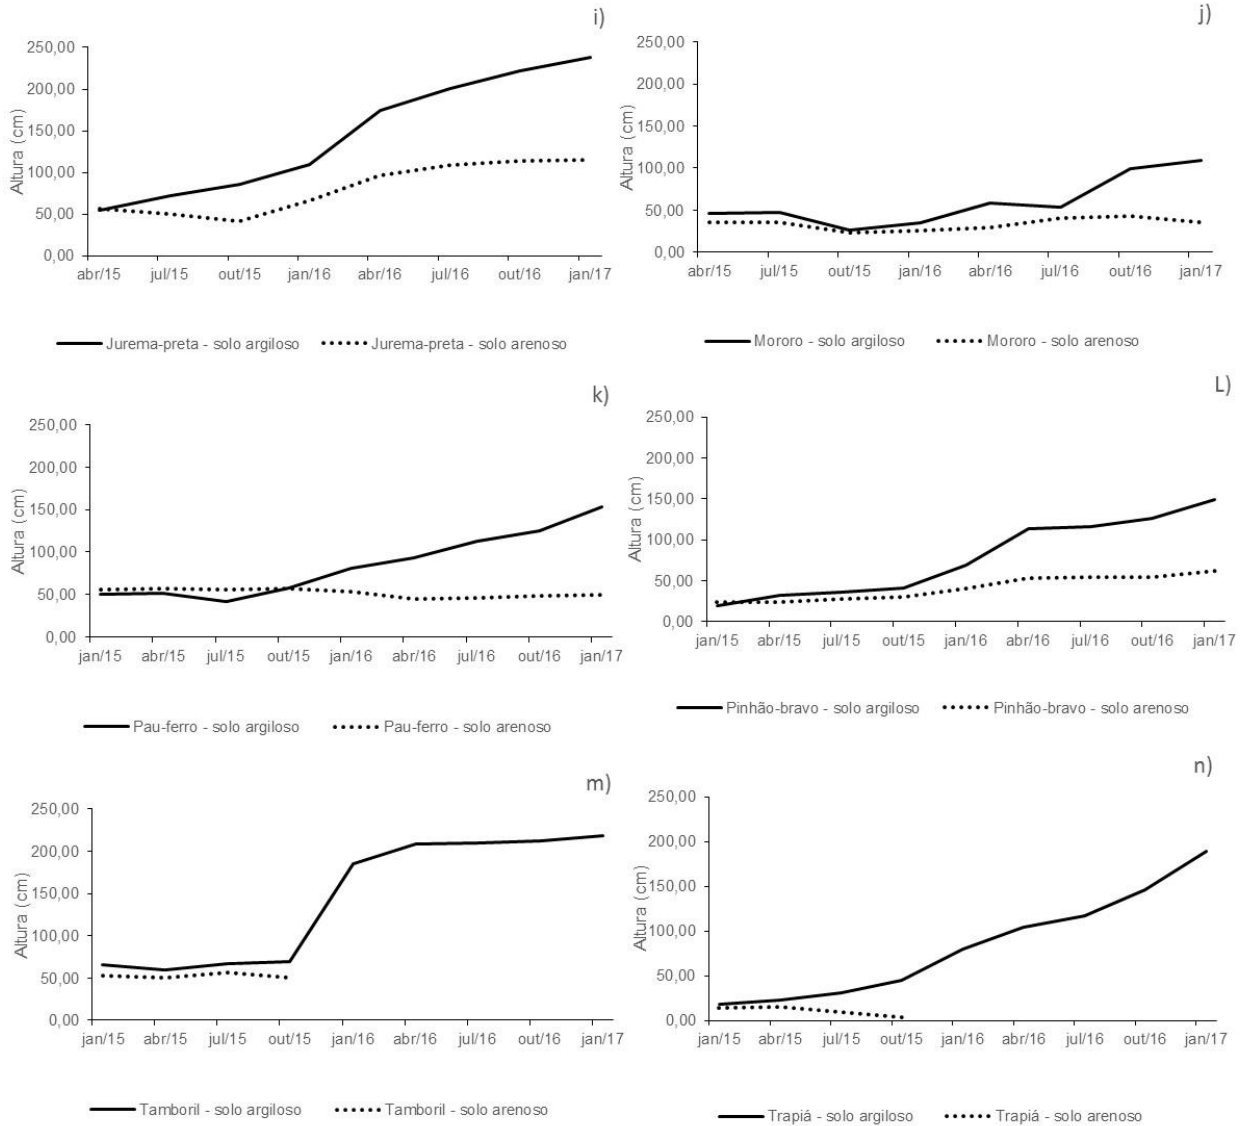 i)
250,00
200,00
150,00
100,00
50,00
0,00
Altura (cm)
abr/15 jul/15 out/15 jan/16 abr/16 jul/16 out/16 jan/17
Jurema-preta - solo argiloso Jurema-preta - solo arenoso
j)
250,00
200,00
150,00
100,00
50,00
0,00
Altura (cm)
abr/15 jul/15 out/15 jan/16 abr/16 jul/16 out/16 jan/17
Mororo - solo argiloso Mororo - solo arenoso
k)
250,00
200,00
150,00
100,00
50,00
0,00
Altura (cm)
jan/15 abr/15 jul/15 out/15 jan/16 abr/16 jul/16 out/16 jan/17
Pau-ferro - solo argiloso Pau-ferro - solo arenoso
L)
250,00
200,00
150,00
100,00
50,00
0,00
Altura (cm)
jan/15 abr/15 jul/15 out/15 jan/16 abr/16 jul/16 out/16 jan/17
Pinhão-bravo - solo argiloso Pinhão-bravo - solo arenoso
m)
250,00
200,00
150,00
100,00
50,00
0,00
Altura (cm)
jan/15 abr/15 jul/15 out/15 jan/16 abr/16 jul/16 out/16 jan/17
Tamboril - solo argiloso Tamboril - solo arenoso
n)
250,00
200,00
150,00
100,00
50,00
0,00
Altura (cm)
jan/15 abr/15 jul/15 out/15 jan/16 abr/16 jul/16 out/16 jan/17
Trapiá - solo argiloso Trapiá - solo arenoso